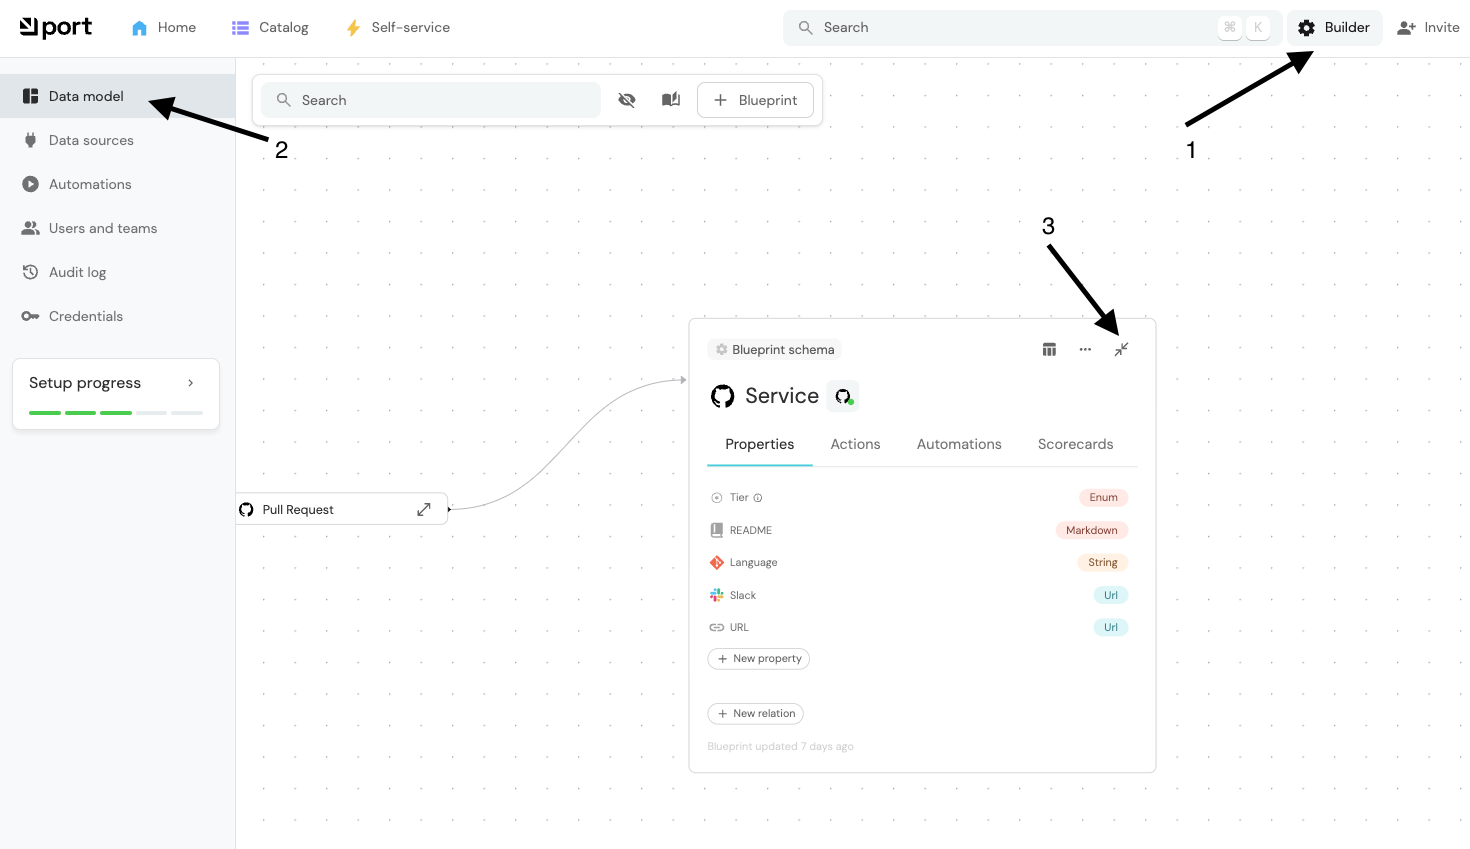 port
Home
Catalog
Self-service
Search
⌘ K
Builder
Invite
Data model
Data sources
Automations
Users and teams
Audit log
Credentials
Setup progress
Search
+ Blueprint
1
2
3
Pull Request
Blueprint schema
Service
Properties
Actions
Automations
Scorecards
Tier
Enum
README
Markdown
Language
String
Slack
Url
URL
Url
+ New property
+ New relation
Blueprint updated 7 days ago